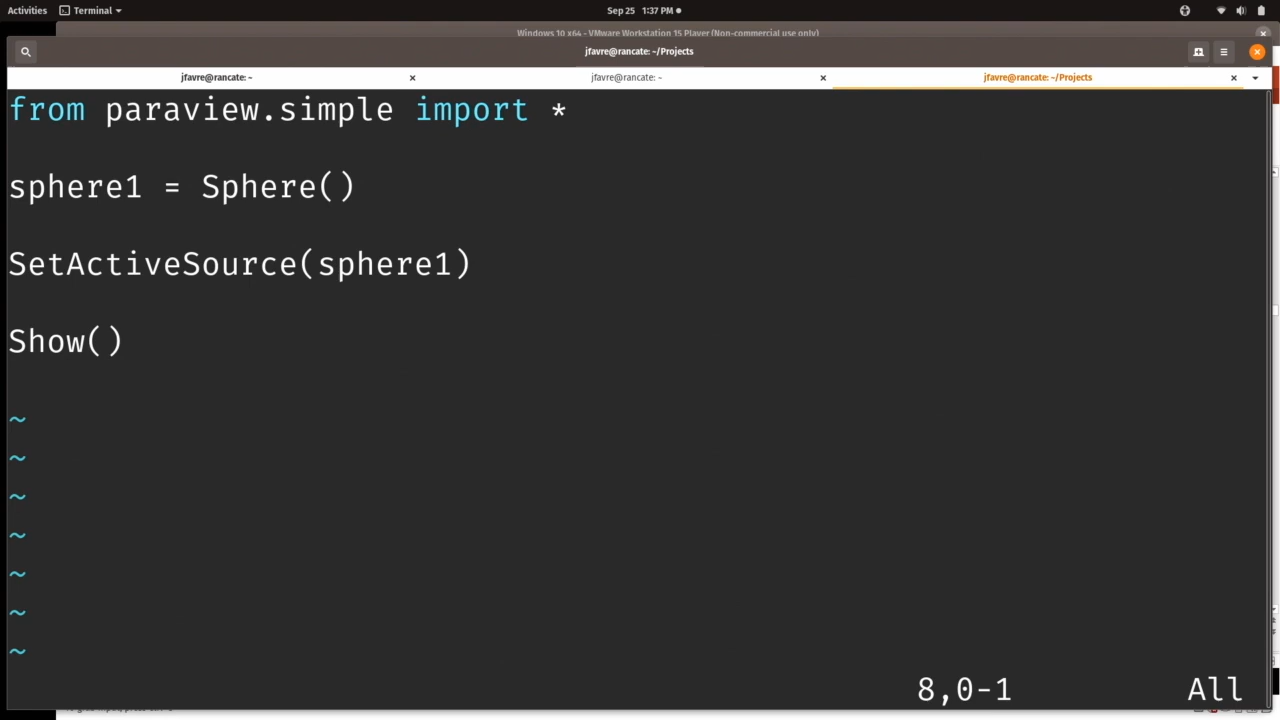 Activities Terminal Sep 25 1:37 PM
Windows 10 x64 - VMware Workstation 15 Player (Non-commercial use only)
jfavre@rancate: ~/Projects
jfavre@rancate: ~ jfavre@rancate: ~ jfavre@rancate: ~/Projects
from paraview.simple import *
sphere1 = Sphere()
SetActiveSource(sphere1)
Show()
~
~
~
~
~
~
~
8,0-1 All